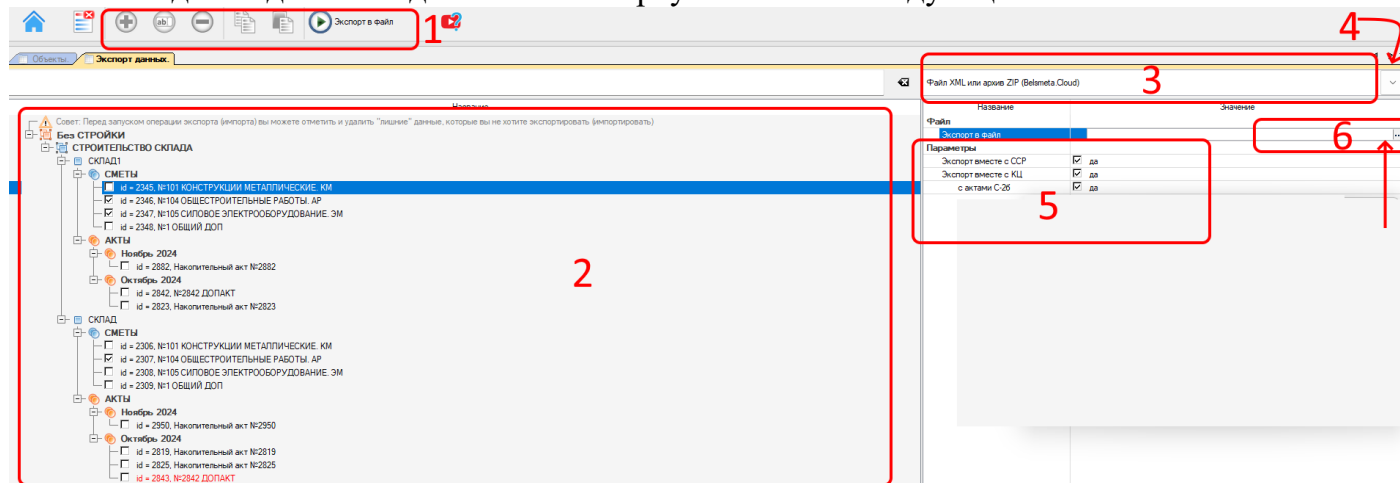 Экспорт в файл
1
4
Объекты.
Экспорт данных.
Файл XML или архив ZIP (Belsmeta.Cloud)
3
Название
Название
Значение
Совет: Перед запуском операции экспорта (импорта) вы можете отметить и удалить "лишние" данные, которые вы не хотите экспортировать (импортировать)
Без СТРОЙКИ
СТРОИТЕЛЬСТВО СКЛАДА
СКЛАД1
СМЕТЫ
id = 2345, №101 КОНСТРУКЦИИ МЕТАЛЛИЧЕСКИЕ. КМ
id = 2346, №104 ОБЩЕСТРОИТЕЛЬНЫЕ РАБОТЫ. АР
id = 2347, №105 СИЛОВОЕ ЭЛЕКТРООБОРУДОВАНИЕ. ЭМ
id = 2348, №1 ОБЩИЙ ДОП
АКТЫ
Ноябрь 2024
id = 2882, Накопительный акт №2882
Октябрь 2024
id = 2842, №2842 ДОПАКТ
id = 2823, Накопительный акт №2823
СКЛАД
СМЕТЫ
id = 2306, №101 КОНСТРУКЦИИ МЕТАЛЛИЧЕСКИЕ. КМ
id = 2307, №104 ОБЩЕСТРОИТЕЛЬНЫЕ РАБОТЫ. АР
id = 2308, №105 СИЛОВОЕ ЭЛЕКТРООБОРУДОВАНИЕ. ЭМ
id = 2309, №1 ОБЩИЙ ДОП
АКТЫ
Ноябрь 2024
id = 2950, Накопительный акт №2950
Октябрь 2024
id = 2819, Накопительный акт №2819
id = 2825, Накопительный акт №2825
id = 2843, №2842 ДОПАКТ
2
Файл
Экспорт в файл
6
Параметры
Экспорт вместе с ССР да
Экспорт вместе с КЦ да
с актами С-2б да
5